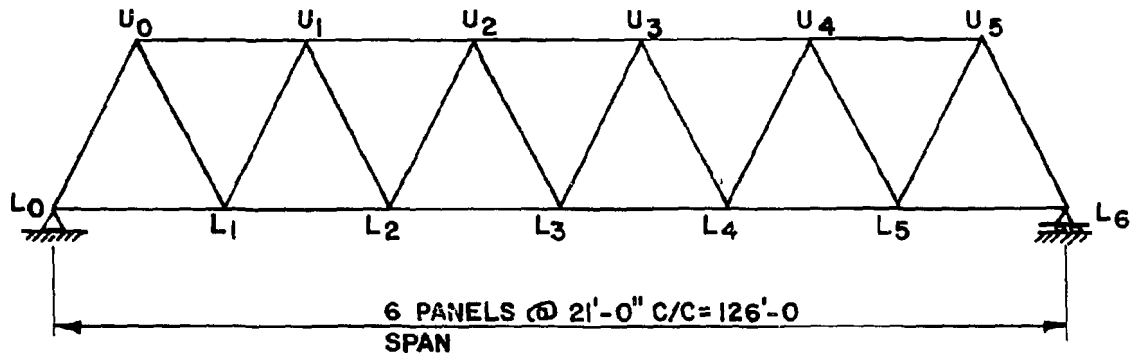 U0 U1 U2 U3 U4 U5
L0 L1 L2 L3 L4 L5 L6
6 PANELS @ 21'-0" C/C=126'-0
SPAN